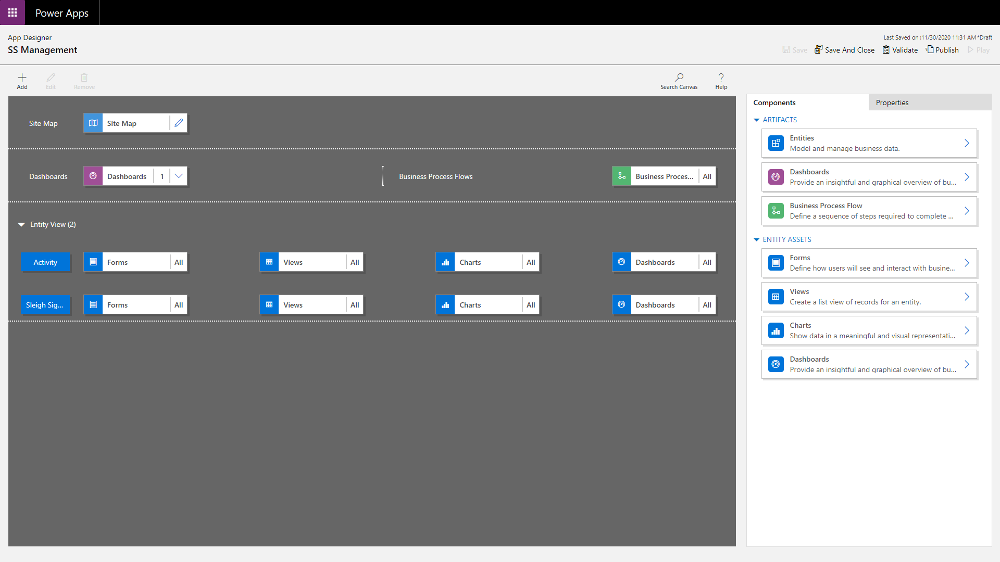 Power Apps
App Designer
SS Management
Last Saved on :11/30/2020 11:31 AM *Draft
Save
Save And Close
Validate
Publish
Play
Add
Edit
Remove
Search Canvas
Help
Site Map
Site Map
Dashboards
Dashboards 1
Business Process Flows
Business Proces... All
Entity View (2)
Activity
Forms All
Views All
Charts All
Dashboards All
Sleigh Sig...
Forms All
Views All
Charts All
Dashboards All
Components
Properties
ARTIFACTS
Entities
Model and manage business data.
Dashboards
Provide an insightful and graphical overview of bu...
Business Process Flow
Define a sequence of steps required to complete ...
ENTITY ASSETS
Forms
Define how users will see and interact with busine...
Views
Create a list view of records for an entity.
Charts
Show data in a meaningful and visual representati...
Dashboards
Provide an insightful and graphical overview of bu...